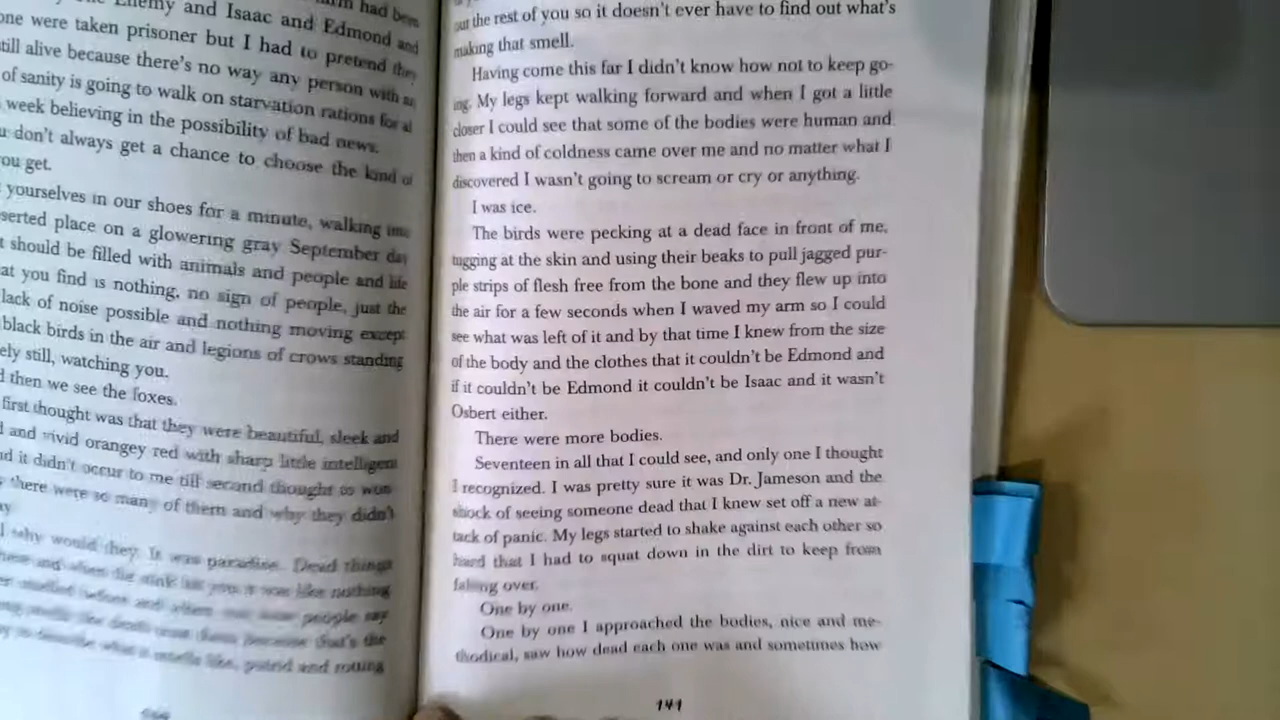 Enemy and Isaac and Edmond and
one were taken prisoner but I had to pretend they
still alive because there's no way any person with an
of sanity is going to walk on starvation rations for al
week believing in the possibility of bad news.
u don't always get a chance to choose the kind of
ou get.
yourselves in our shoes for a minute, walking into
serted place on a glowering gray September day
t should be filled with animals and people and life
at you find is nothing, no sign of people, just the
lack of noise possible and nothing moving except
black birds in the air and legions of crows standing
ely still, watching you.
d then we see the foxes.
first thought was that they were beautiful, sleek and
d and vivid orangey red with sharp little intelligent
nd it didn't occur to me till second thought to won
there were so many of them and why they didn't
why would they. It was paradise. Dead things
people say
that's the
putrid and rotting
out the rest of you so it doesn't ever have to find out what's
making that smell.
Having come this far I didn't know how not to keep go-
ing. My legs kept walking forward and when I got a little
closer I could see that some of the bodies were human and
then a kind of coldness came over me and no matter what I
discovered I wasn't going to scream or cry or anything.
I was ice.
The birds were pecking at a dead face in front of me,
tugging at the skin and using their beaks to pull jagged pur-
ple strips of flesh free from the bone and they flew up into
the air for a few seconds when I waved my arm so I could
see what was left of it and by that time I knew from the size
of the body and the clothes that it couldn't be Edmond and
if it couldn't be Edmond it couldn't be Isaac and it wasn't
Osbert either.
There were more bodies.
Seventeen in all that I could see, and only one I thought
I recognized. I was pretty sure it was Dr. Jameson and the
shock of seeing someone dead that I knew set off a new at-
tack of panic. My legs started to shake against each other so
hard that I had to squat down in the dirt to keep from
falling over.
One by one.
One by one I approached the bodies, nice and me-
thodical, saw how dead each one was and sometimes how
141